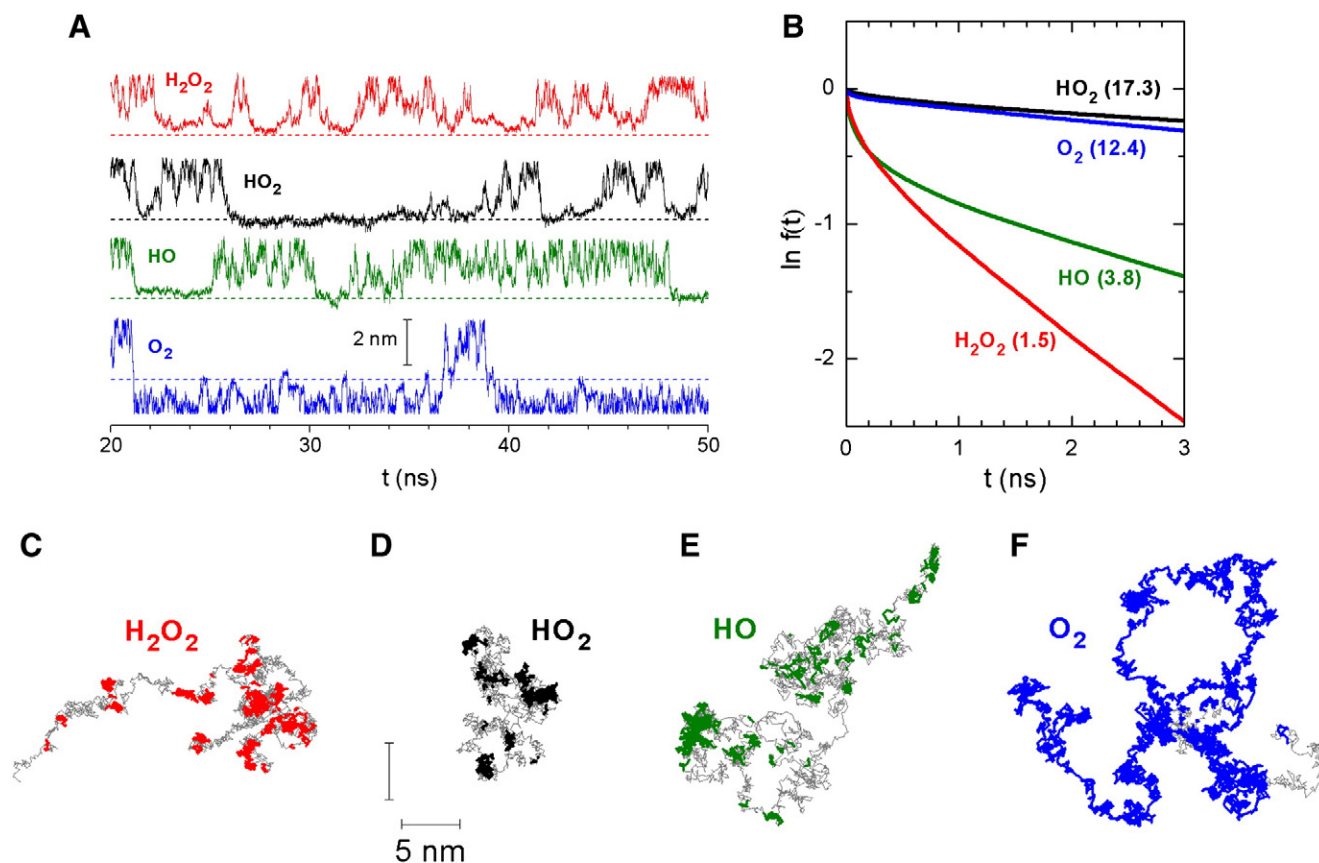 A
H2O2
HO2
HO
O2
2 nm
20 30 40 50
t (ns)
B
0
-1
-2
ln f(t)
HO2 (17.3)
O2 (12.4)
HO (3.8)
H2O2 (1.5)
0 1 2 3
t (ns)
C
H2O2
D
HO2
E
HO
F
O2
5 nm